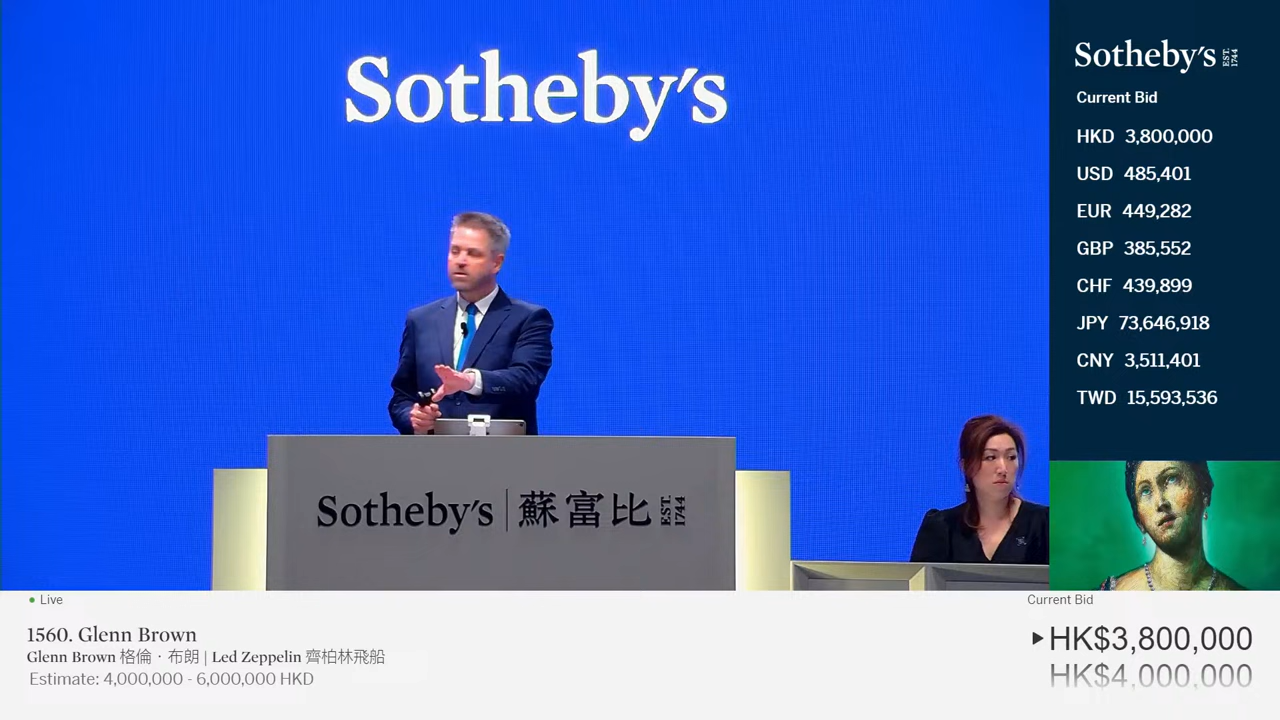 Sotheby's
Sotheby's | 蘇富比 EST. 1744
Sotheby's EST. 1744
Current Bid
HKD 3,800,000
USD 485,401
EUR 449,282
GBP 385,552
CHF 439,899
JPY 73,646,918
CNY 3,511,401
TWD 15,593,536
Live
1560. Glenn Brown
Glenn Brown 格倫‧布朗 | Led Zeppelin 齊柏林飛船
Estimate: 4,000,000 - 6,000,000 HKD
Current Bid
HK$3,800,000
HK$4,000,000